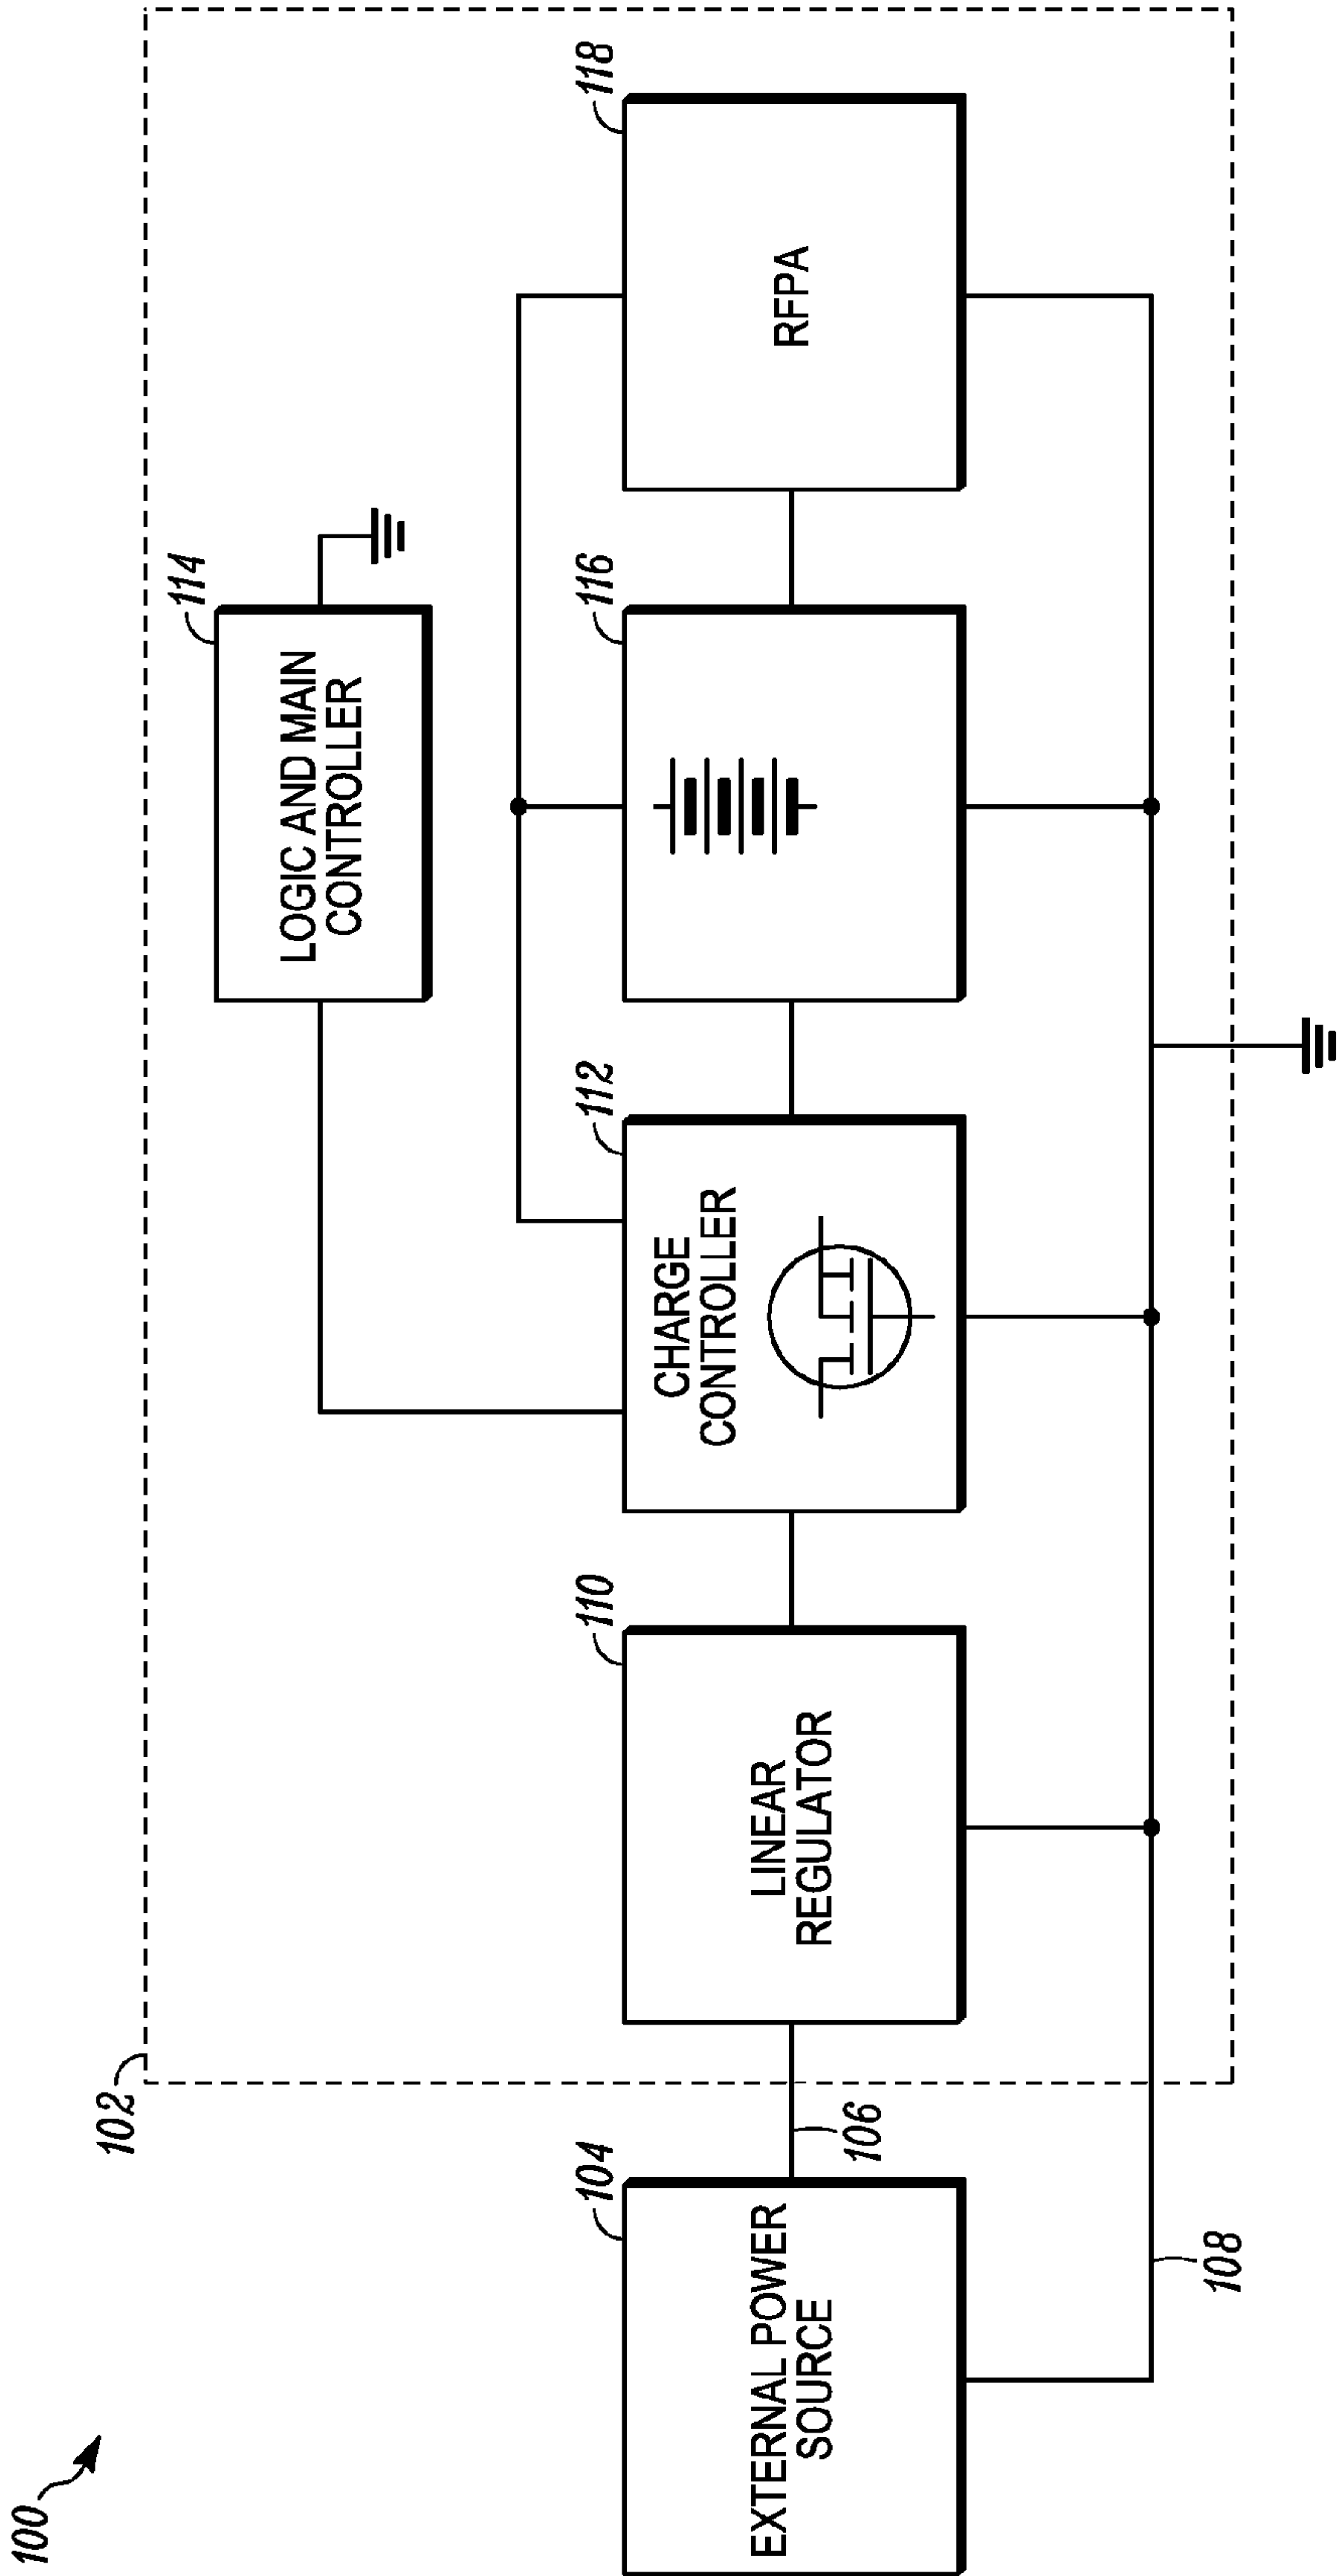 100
102
104
EXTERNAL POWER
SOURCE
106
108
110
LINEAR
REGULATOR
112
CHARGE
CONTROLLER
114
LOGIC AND MAIN
CONTROLLER
116
118
RFPA